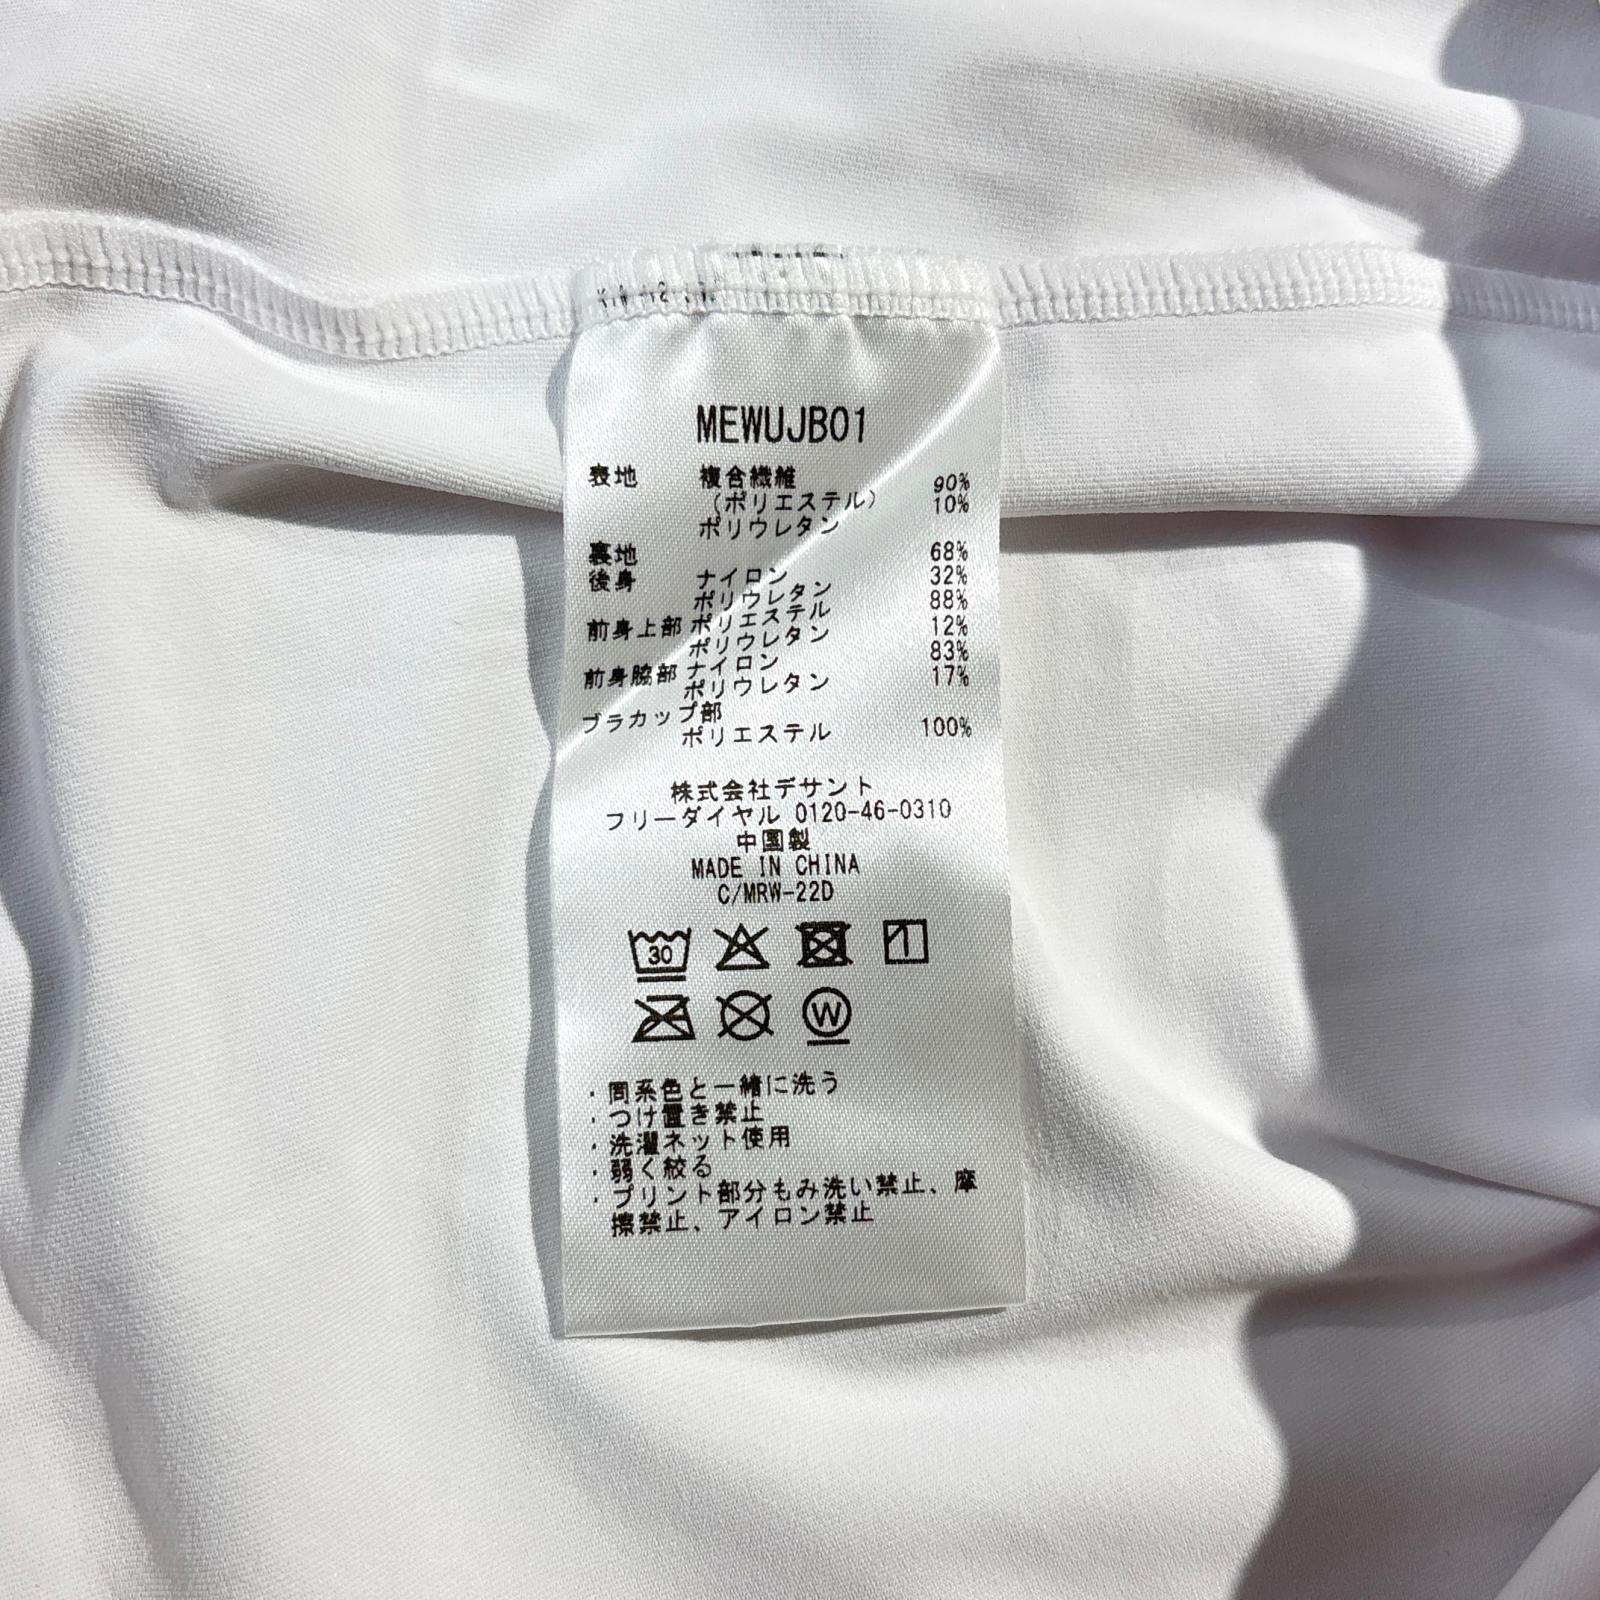 MEWUJB01
表地 複合繊維
（ポリエステル） 90%
ポリウレタン 10%
裏地
後身 ナイロン 68%
ポリウレタン 32%
前身上部 ポリエステル 88%
ポリウレタン 12%
前身脇部 ナイロン 83%
ポリウレタン 17%
ブラカップ部
ポリエステル 100%
株式会社デサント
フリーダイヤル 0120-46-0310
中国製
MADE IN CHINA
C/MRW-22D
30
W
・同系色と一緒に洗う
・つけ置き禁止
・洗濯ネット使用
・弱く絞る
・プリント部分もみ洗い禁止、摩
擦禁止、アイロン禁止